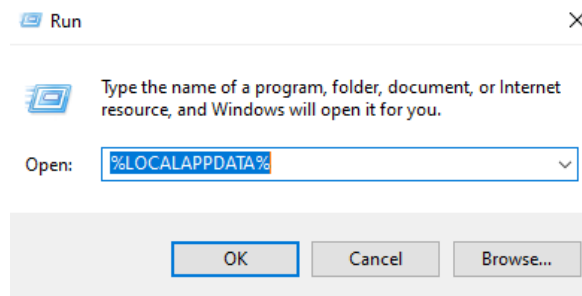 Run
Type the name of a program, folder, document, or Internet
resource, and Windows will open it for you.
Open: %LOCALAPPDATA%
OK Cancel Browse...